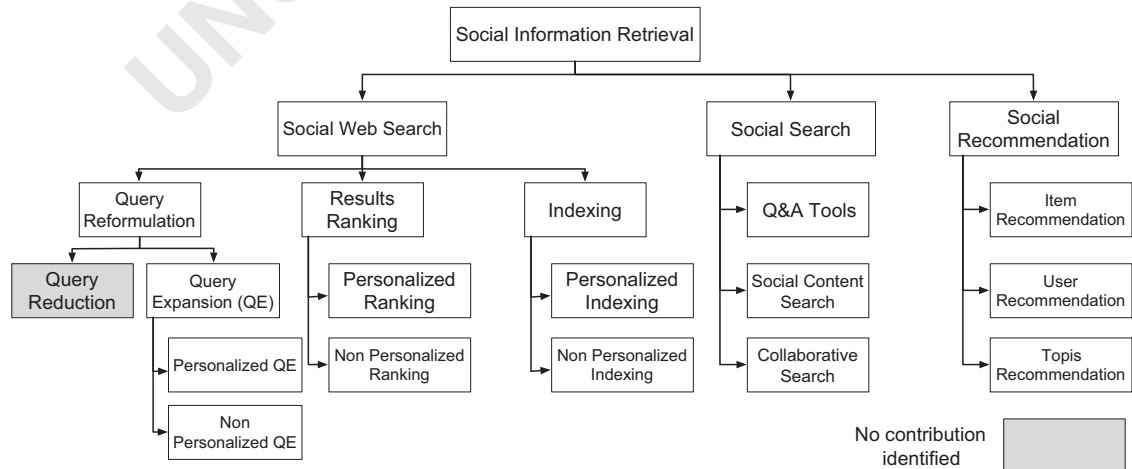 UNC
Social Information Retrieval
Social Web Search
Social Search
Social
Recommendation
Query
Reformulation
Results
Ranking
Indexing
Q&A Tools
Item
Recommendation
Query
Reduction
Query
Expansion (QE)
Personalized
Ranking
Personalized
Indexing
Social Content
Search
User
Recommendation
Personalized QE
Non Personalized
Ranking
Non Personalized
Indexing
Collaborative
Search
Topis
Recommendation
Non
Personalized QE
No contribution
identified